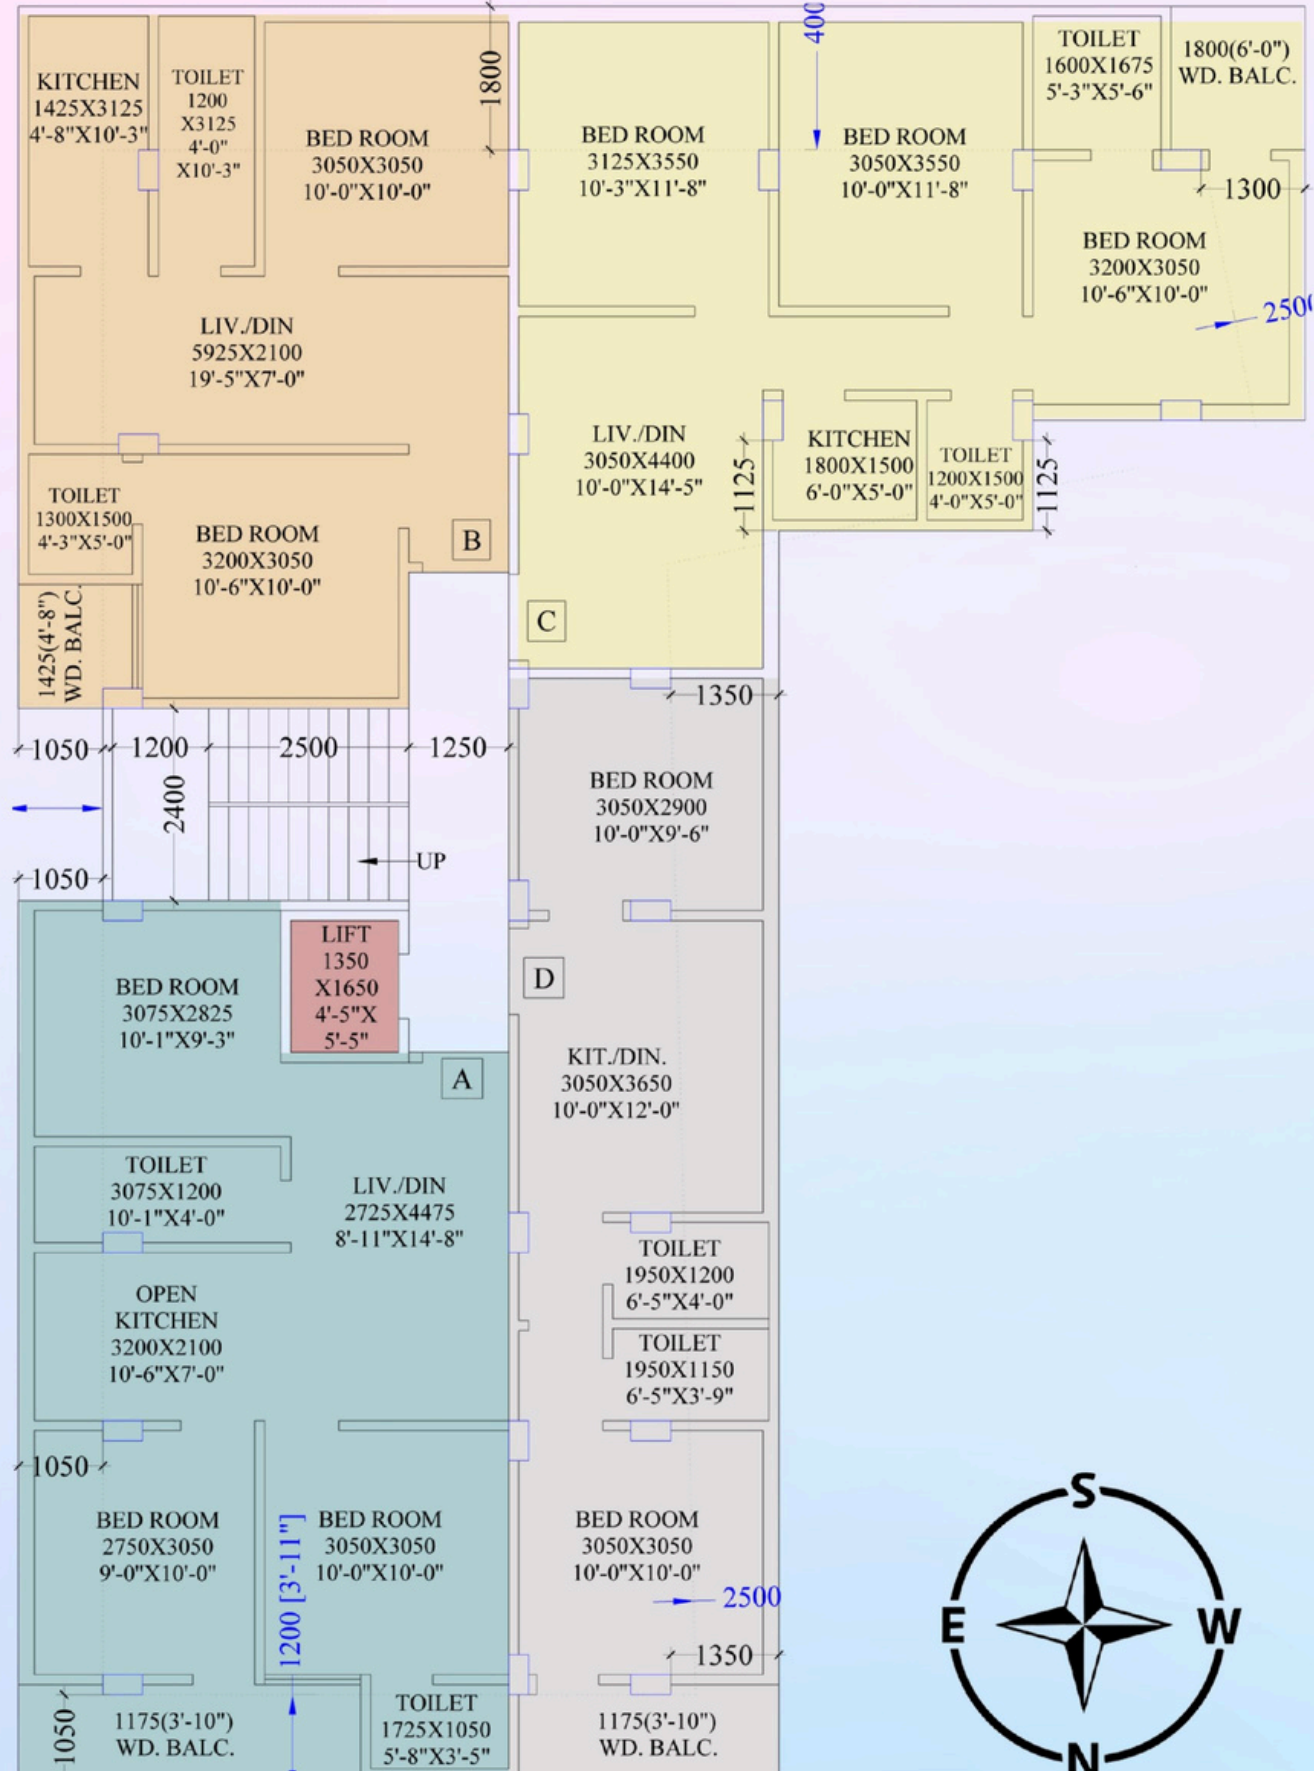 KITCHEN
1425X3125
4'-8"X10'-3"
TOILET
1200
X3125
4'-0"
X10'-3"
BED ROOM
3050X3050
10'-0"X10'-0"
1800
BED ROOM
3125X3550
10'-3"X11'-8"
400
BED ROOM
3050X3550
10'-0"X11'-8"
TOILET
1600X1675
5'-3"X5'-6"
1800(6'-0")
WD. BALC.
1300
BED ROOM
3200X3050
10'-6"X10'-0"
2500
LIV./DIN
5925X2100
19'-5"X7'-0"
LIV./DIN
3050X4400
10'-0"X14'-5"
1125
KITCHEN
1800X1500
6'-0"X5'-0"
TOILET
1200X1500
4'-0"X5'-0"
1125
TOILET
1300X1500
4'-3"X5'-0"
BED ROOM
3200X3050
10'-6"X10'-0"
B
C
1425(4'-8")
WD. BALC.
1350
1050
1200
2500
1250
2400
UP
1050
BED ROOM
3050X2900
10'-0"X9'-6"
LIFT
1350
X1650
4'-5"X
5'-5"
BED ROOM
3075X2825
10'-1"X9'-3"
D
A
KIT./DIN.
3050X3650
10'-0"X12'-0"
TOILET
3075X1200
10'-1"X4'-0"
LIV./DIN
2725X4475
8'-11"X14'-8"
TOILET
1950X1200
6'-5"X4'-0"
OPEN
KITCHEN
3200X2100
10'-6"X7'-0"
TOILET
1950X1150
6'-5"X3'-9"
1050
BED ROOM
2750X3050
9'-0"X10'-0"
1200 [3'-11"]
BED ROOM
3050X3050
10'-0"X10'-0"
BED ROOM
3050X3050
10'-0"X10'-0"
2500
1350
1050
1175(3'-10")
WD. BALC.
TOILET
1725X1050
5'-8"X3'-5"
1175(3'-10")
WD. BALC.
S
E
W
N